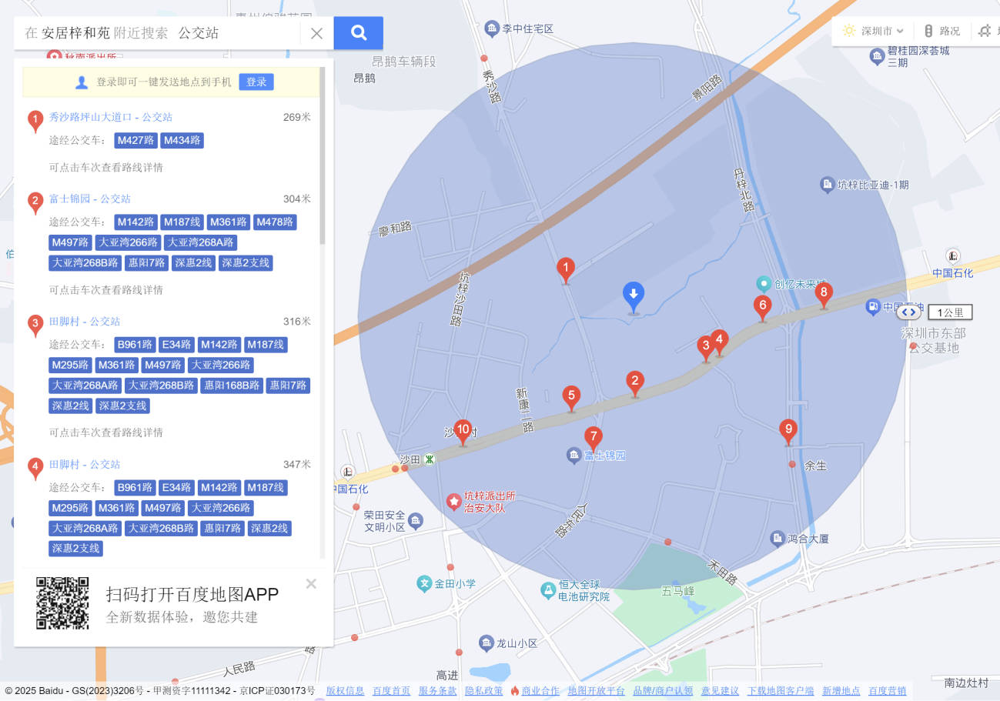 在 安居梓和苑 附近搜索 公交站
秋南派出所
登录即可一键发送地点到手机 登录
1 秀沙路坪山大道口 - 公交站 269米
途经公交车： M427路 M434路
可点击车次查看路线详情
2 富士锦园 - 公交站 304米
途经公交车： M142路 M187线 M361路 M478路
M497路 大亚湾266路 大亚湾268A路
大亚湾268B路 惠阳7路 深惠2线 深惠2支线
可点击车次查看路线详情
3 田脚村 - 公交站 316米
途经公交车： B961路 E34路 M142路 M187线
M295路 M361路 M497路 大亚湾266路
大亚湾268A路 大亚湾268B路 惠阳168B路 惠阳7路
深惠2线 深惠2支线
可点击车次查看路线详情
4 田脚村 - 公交站 347米
途经公交车： B961路 E34路 M142路 M187线
M295路 M361路 M497路 大亚湾266路
大亚湾268A路 大亚湾268B路 惠阳7路 深惠2线
深惠2支线
扫码打开百度地图APP
全新数据体验，邀您共建
李中住宅区
深圳市 路况
碧桂园深荟城
三期
昂鹅车辆段
昂鹅
秀沙路
景阳路
丹梓北路
坑梓比亚迪-1期
廖和路
中国石化
坑梓沙田路
创亿未来城
1
6
8
中国石油
1公里
深圳市东部
公交基地
3
4
2
5
新康二路
7
9
10
沙田
富士锦园
余生
中国石化
坑梓派出所
治安大队
荣田安全
文明小区
人民东路
鸿合大厦
禾田路
金田小学
恒大全球
电池研究院
五马峰
龙山小区
人民路
路
高进
南边灶村
© 2025 Baidu - GS(2023)3206号 - 甲测资字11111342 - 京ICP证030173号 版权信息 百度首页 服务条款 隐私政策 商业合作 地图开放平台 品牌/商户认领 意见建议 下载地图客户端 新增地点 百度营销